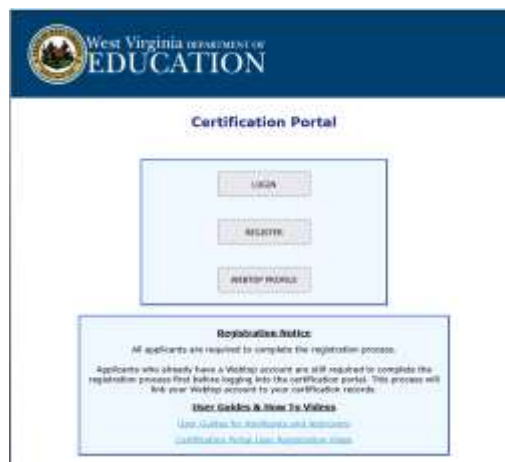 West Virginia DEPARTMENT OF
EDUCATION
Certification Portal
LOGIN
REGISTER
WEBTOP PROFILE
Registration Notice
All applicants are required to complete the registration process.
Applicants who already have a Webtop account are still required to complete the
registration process first before logging into the certification portal. This process will
link your Webtop account to your certification records.
User Guides & How To Videos
User Guides for Applicants and
Certification Portal User Registration Video